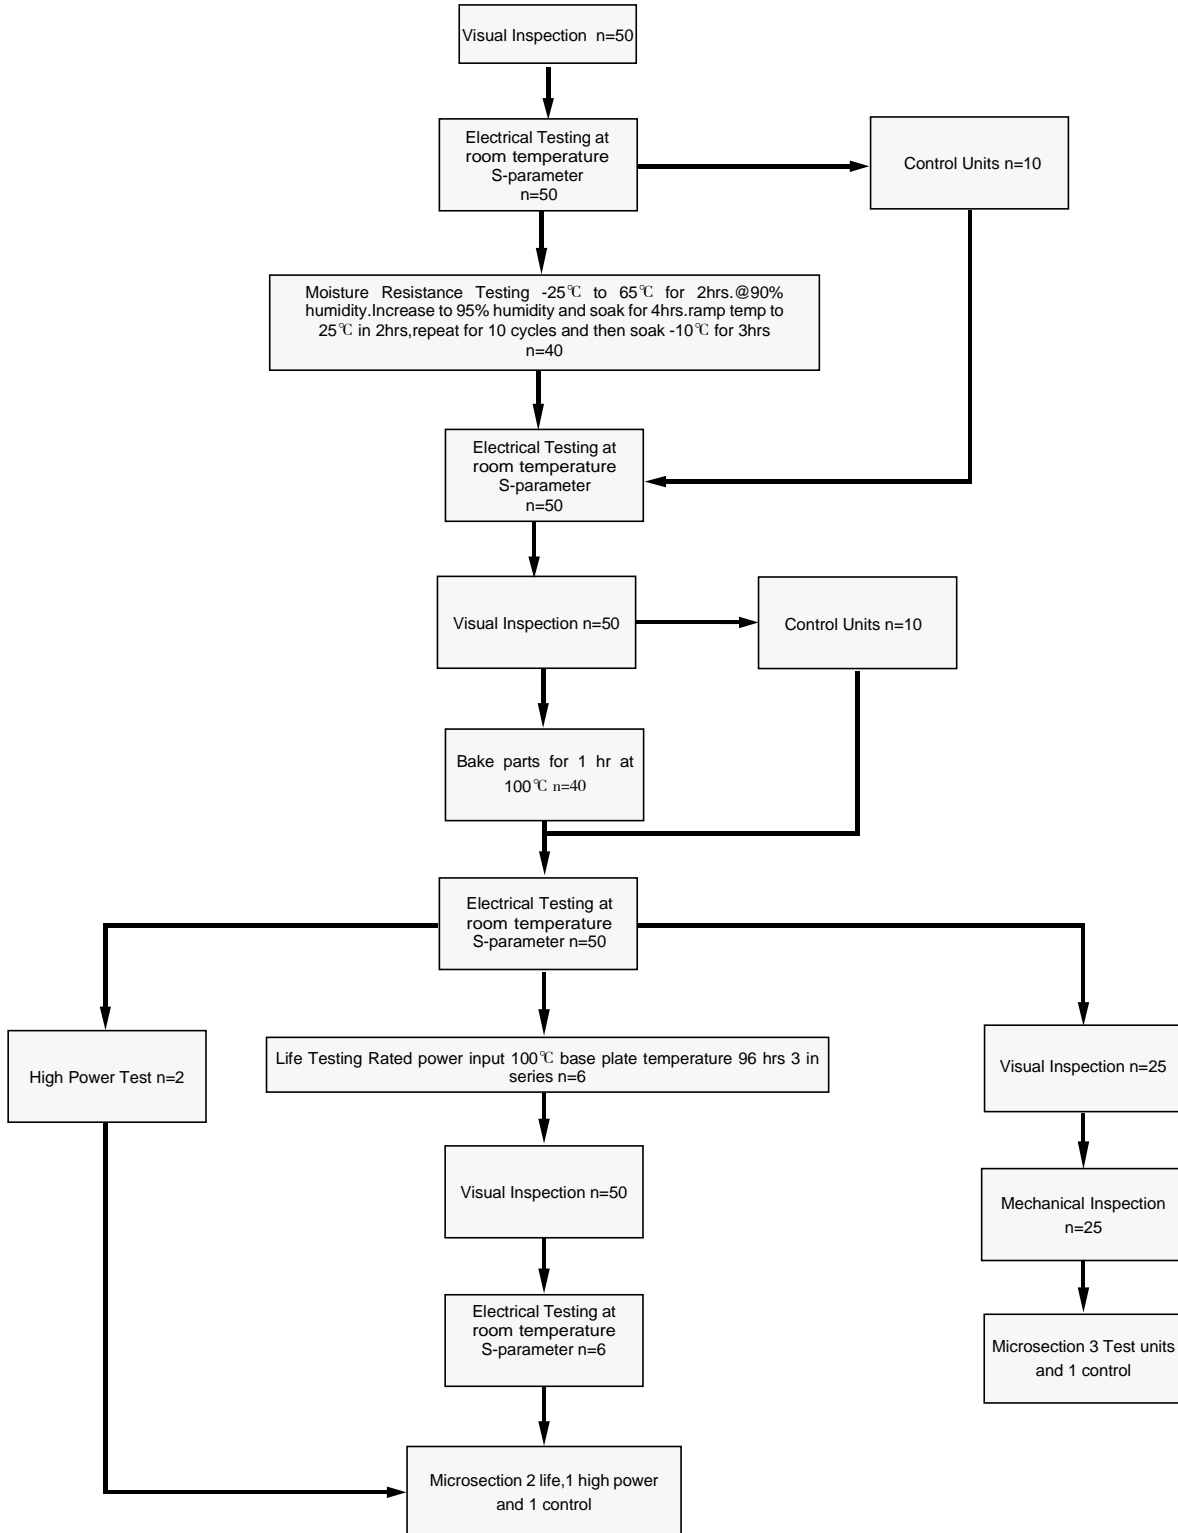 Visual Inspection n=50
Electrical Testing at
room temperature
S-parameter
n=50
Control Units n=10
Moisture Resistance Testing -25℃ to 65℃ for 2hrs.@90%
humidity.Increase to 95% humidity and soak for 4hrs.ramp temp to
25℃ in 2hrs,repeat for 10 cycles and then soak -10℃ for 3hrs
n=40
Electrical Testing at
room temperature
S-parameter
n=50
Visual Inspection n=50
Control Units n=10
Bake parts for 1 hr at
100℃ n=40
Electrical Testing at
room temperature
S-parameter n=50
High Power Test n=2
Life Testing Rated power input 100℃ base plate temperature 96 hrs 3 in
series n=6
Visual Inspection n=25
Visual Inspection n=50
Mechanical Inspection
n=25
Electrical Testing at
room temperature
S-parameter n=6
Microsection 3 Test units
and 1 control
Microsection 2 life,1 high power
and 1 control